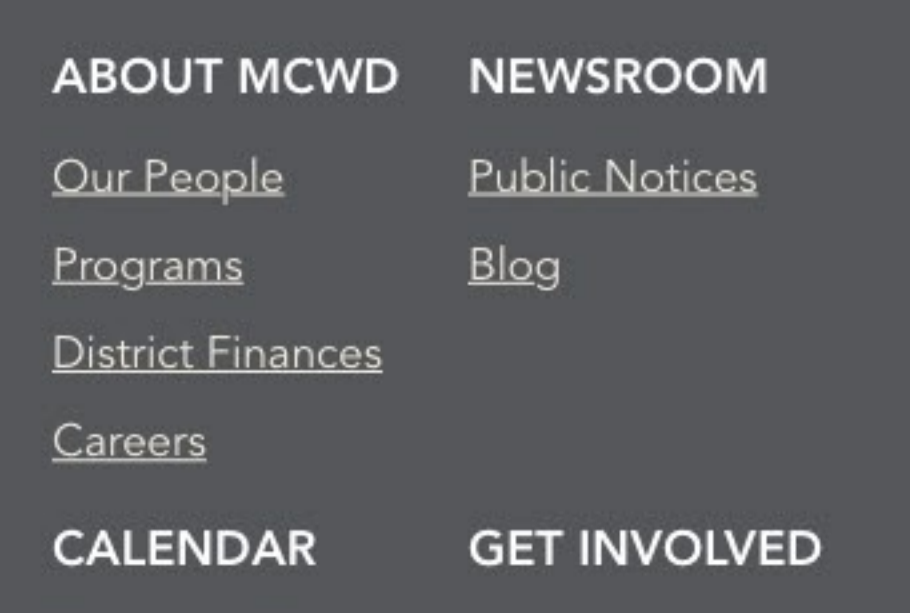 ABOUT MCWD
Our People
Programs
District Finances
Careers
NEWSROOM
Public Notices
Blog
CALENDAR
GET INVOLVED